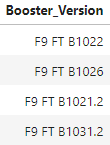 Booster_Version
F9 FT B1022
F9 FT B1026
F9 FT B1021.2
F9 FT B1031.2